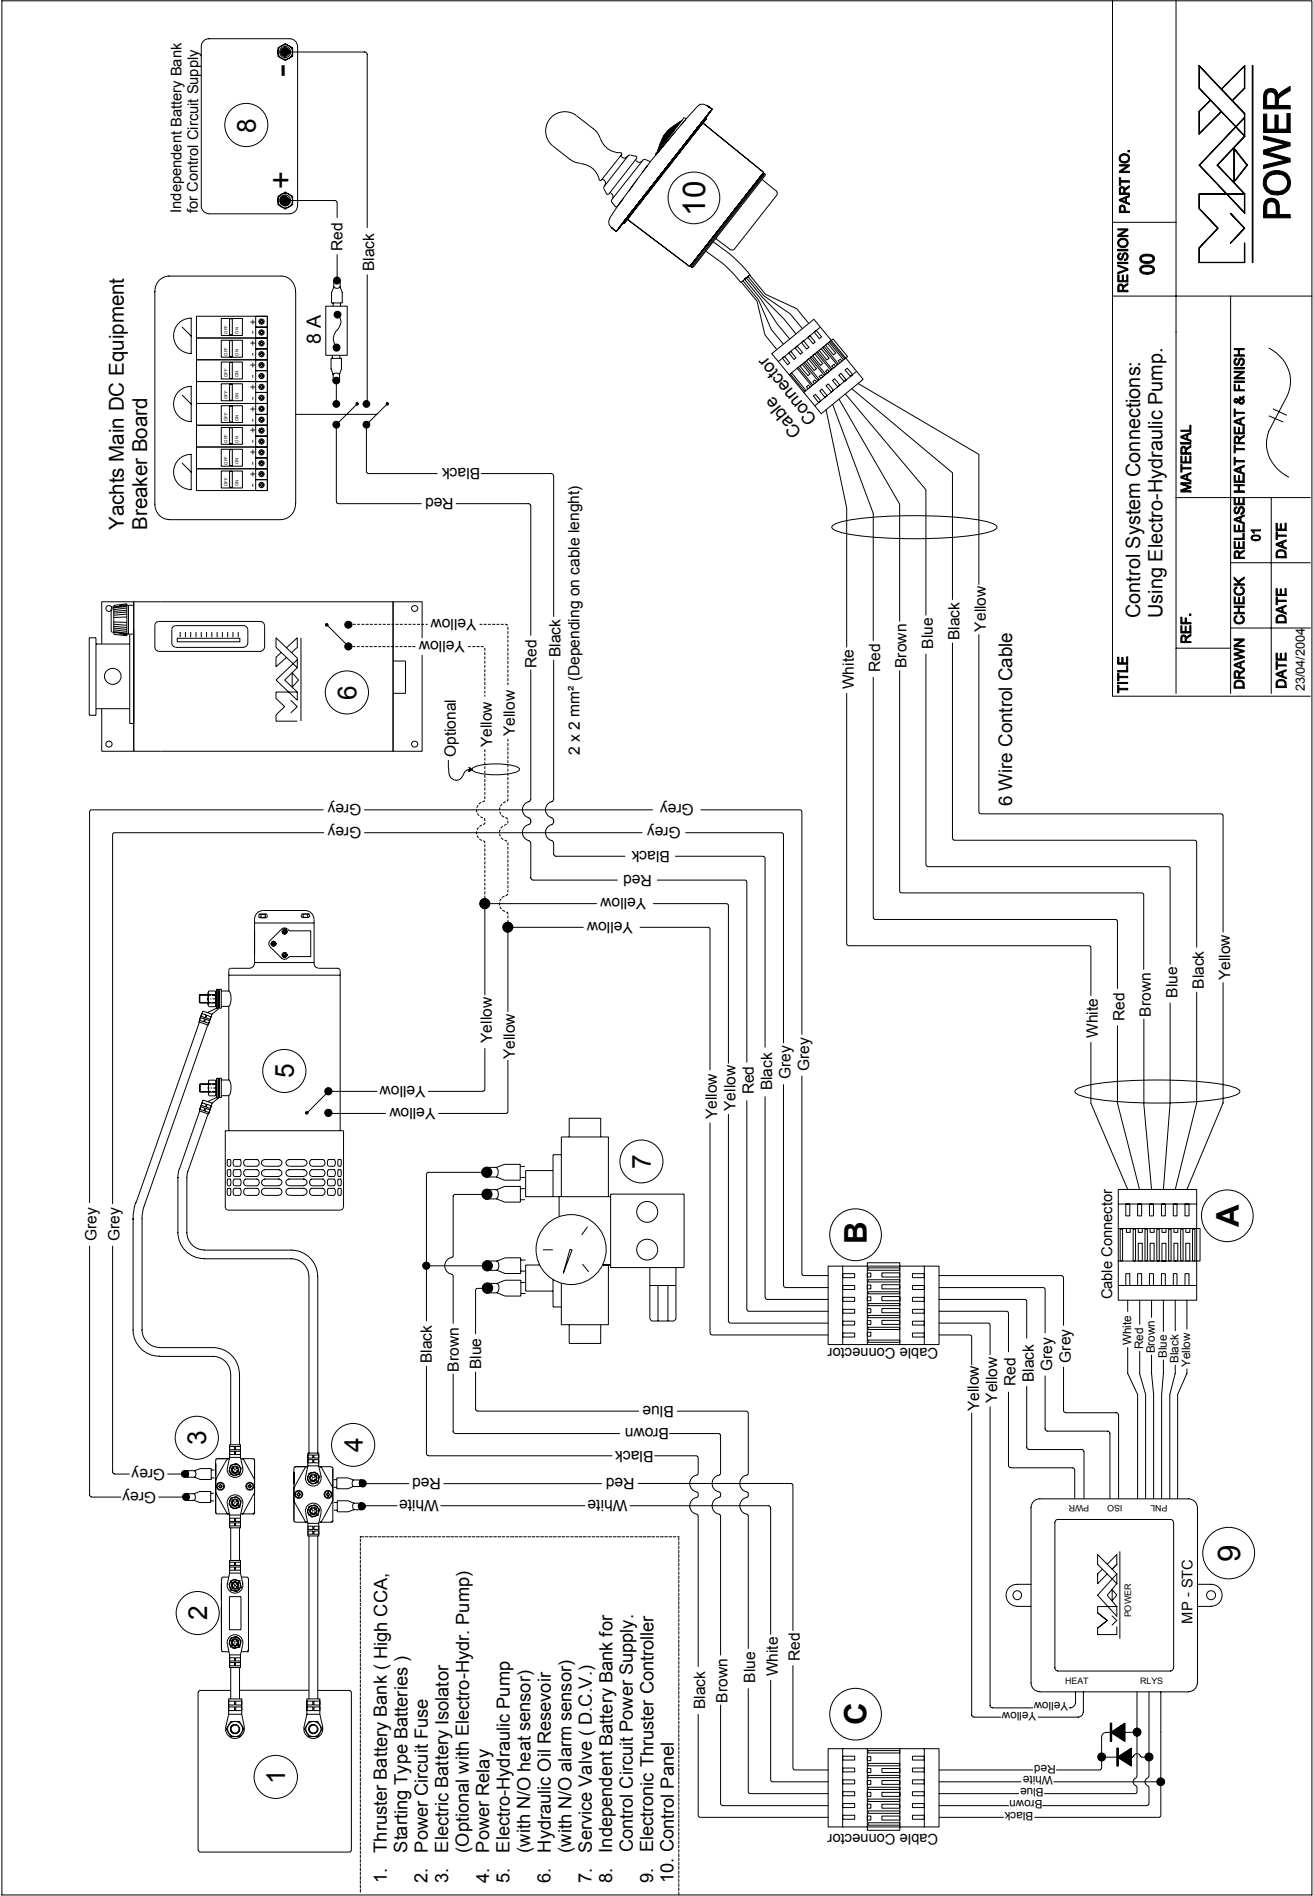 Independent Battery Bank
for Control Circuit Supply
8
-
+
Red
Black
8 A
Yachts Main DC Equipment
Breaker Board
Black
Red
2 x 2 mm² (Depending on cable lenght)
Red
Black
MAX
6
Yellow
Yellow
Optional
Yellow
Yellow
Grey
Grey
Grey
Grey
Black
Red
Yellow
Yellow
5
Yellow
Yellow
Yellow
Yellow
Grey
Grey
Grey
Grey
3
4
2
1
Red
White
Red
White
7
Black
Brown
Blue
Blue
Brown
Black
Yellow
Yellow
Red
Black
Grey
Grey
B
Cable Connector
Cable Connector
Yellow
Yellow
Red
Black
Grey
Grey
10
Cable
Connector
White
Red
Brown
Blue
Black
Yellow
6 Wire Control Cable
White
Red
Brown
Blue
Black
Yellow
A
Cable Connector
White
Red
Brown
Blue
Black
Yellow
PWR
ISO
PNL
MAX
POWER
MP - STC
9
HEAT
RLYS
Yellow
Yellow
Black
Brown
Blue
White
Red
C
Cable Connector
Cable Connector
Red
White
Blue
Brown
Black
1. Thruster Battery Bank ( High CCA,
Starting Type Batteries )
2. Power Circuit Fuse
3. Electric Battery Isolator
(Optional with Electro-Hydr. Pump)
4. Power Relay
5. Electro-Hydraulic Pump
(with N/O heat sensor)
6. Hydraulic Oil Resevoir
(with N/O alarm sensor)
7. Service Valve ( D.C.V.)
8. Independent Battery Bank for
Control Circuit Power Supply.
9. Electronic Thruster Controller
10. Control Panel
TITLE
Control System Connections:
Using Electro-Hydraulic Pump.
REVISION
00
PART NO.
REF.
MATERIAL
DRAWN
CHECK
RELEASE
01
HEAT TREAT & FINISH
DATE
23/04/2004
DATE
DATE
MAX
POWER